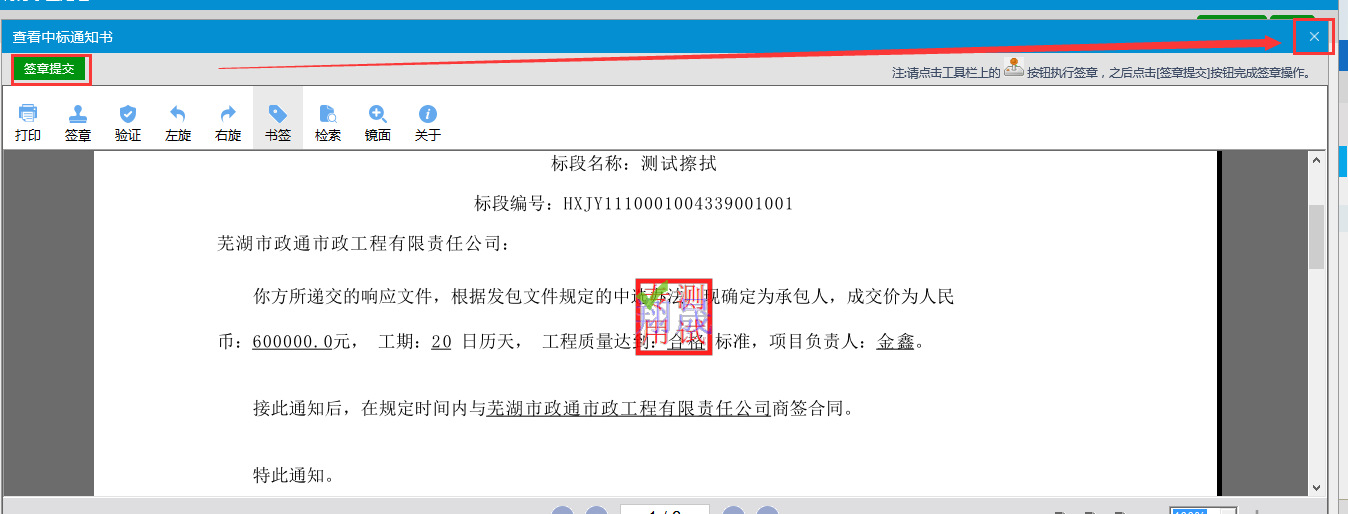 查看中标通知书
签章提交
注:请点击工具栏上的 按钮执行签章，之后点击[签章提交]按钮完成签章操作。
打印 签章 验证 左旋 右旋 书签 检索 镜面 关于
标段名称：测试擦拭
标段编号：HXJY1110001004339001001
芜湖市政通市政工程有限责任公司：
你方所递交的响应文件，根据发包文件规定的中选办法，现确定为承包人，成交价为人民
币：600000.0元， 工期：20 日历天， 工程质量达到：合格 标准，项目负责人：金鑫。
接此通知后，在规定时间内与芜湖市政通市政工程有限责任公司商签合同。
特此通知。